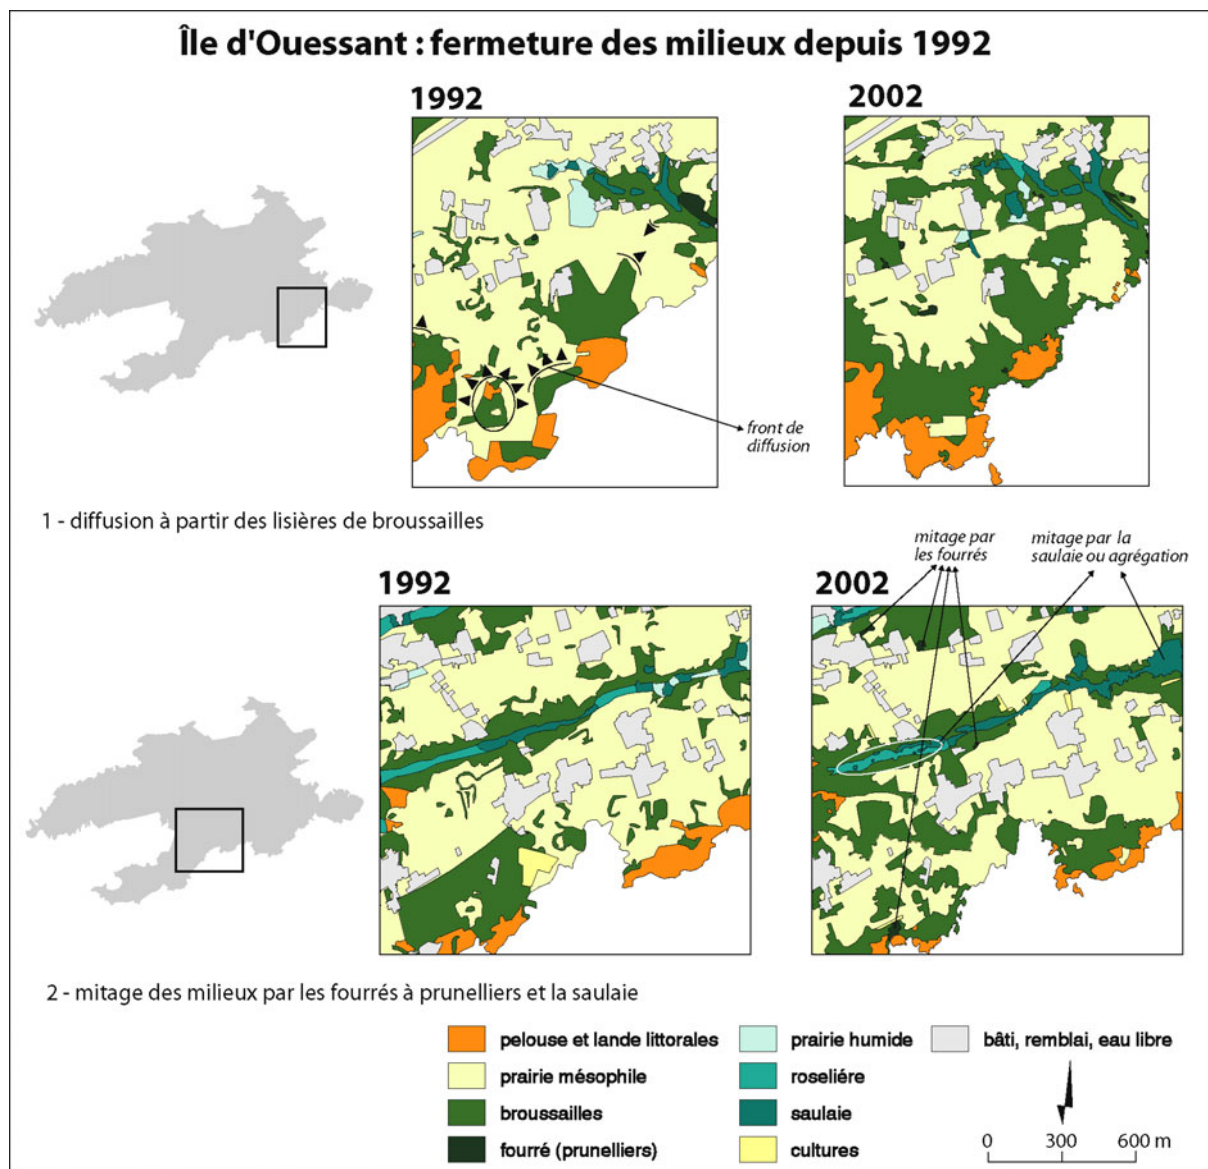 Île d'Ouessant : fermeture des milieux depuis 1992
1992
2002
front de
diffusion
1 - diffusion à partir des lisières de broussailles
mitage par
les fourrés
mitage par la
saulaie ou agrégation
1992
2002
2 - mitage des milieux par les fourrés à prunelliers et la saulaie
pelouse et lande littorales
prairie humide
bâti, remblai, eau libre
prairie mésophile
roseliére
broussailles
saulaie
fourré (prunelliers)
cultures
0 300 600 m